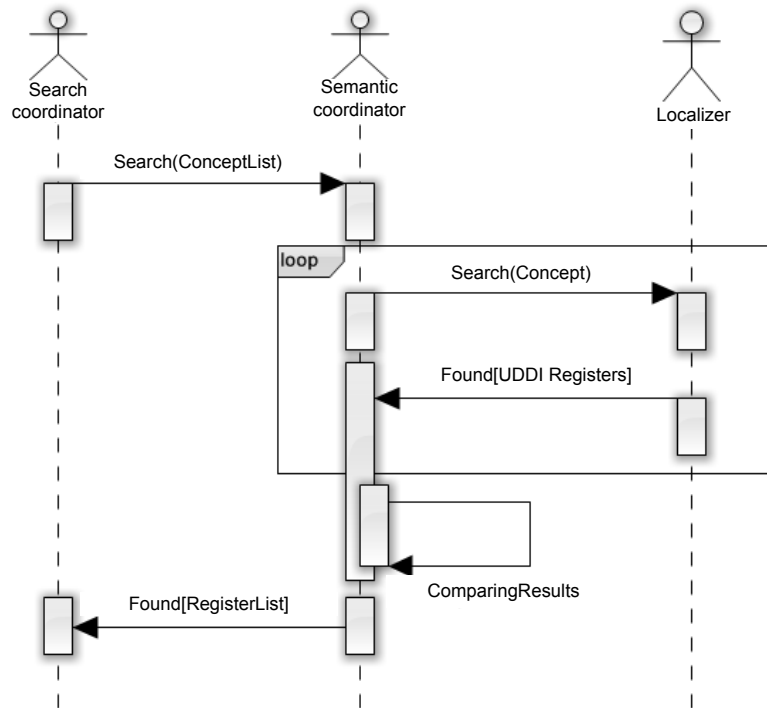 Search
coordinator
Semantic
coordinator
Localizer
Search(ConceptList)
loop
Search(Concept)
Found[UDDI Registers]
ComparingResults
Found[RegisterList]